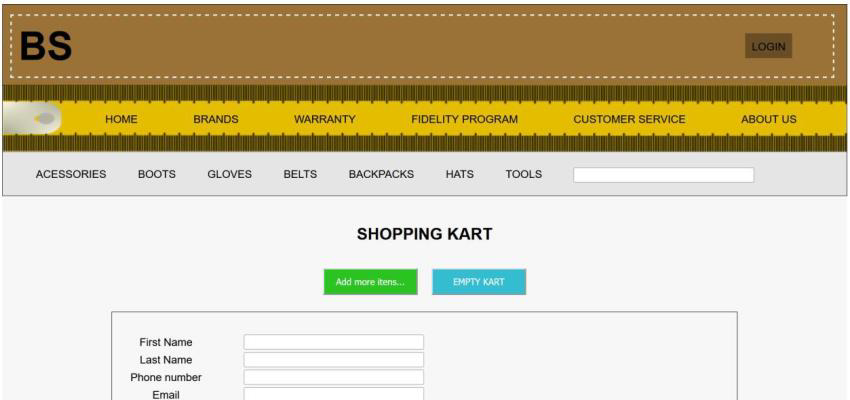 BS
LOGIN
HOME BRANDS WARRANTY FIDELITY PROGRAM CUSTOMER SERVICE ABOUT US
ACESSORIES BOOTS GLOVES BELTS BACKPACKS HATS TOOLS
SHOPPING KART
Add more itens... EMPTY KART
First Name
Last Name
Phone number
Email